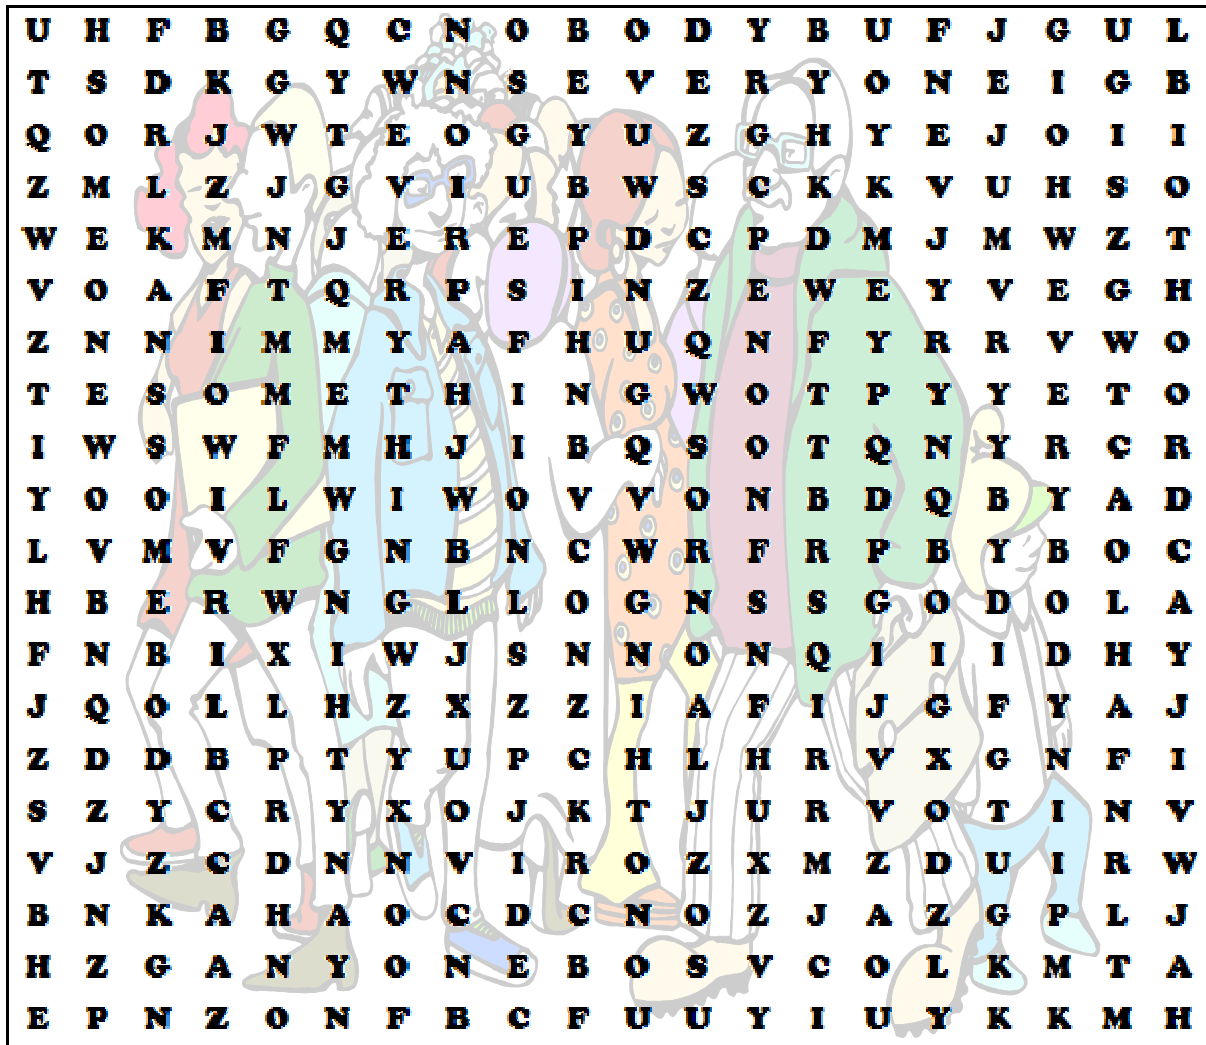 U H F B G Q C N O B O D Y B U F J G U L
T S D K G Y W N S E V E R Y O N E I G B
Q O R J W T E O G Y U Z G H Y E J O I I
Z M L Z J G V I U B W S C K K V U H S O
W E K M N J E R E P D C P D M J M W Z T
V O A F T Q R P S I N Z E W E Y V E G H
Z N N I M M Y A F H U Q N F Y R R V W O
T E S O M E T H I N G W O T P Y Y E T O
I W S W F M H J I B Q S O T Q N Y R C R
Y O O I L W I W O V V O N B D Q B Y A D
L V M V F G N B N C W R F R P B Y B O C
H B E R W N G L L O G N S S G O D O L A
F N B I X I W J S N N O N Q I I I D H Y
J Q O L L H Z X Z Z I A F I J G F Y A J
Z D D B P T Y U P C H L H R V X G N F I
S Z Y C R Y X O J K T J U R V O T I N V
V J Z C D N N V I R O Z X M Z D U I R W
B N K A H A O C D C N O Z J A Z G P L J
H Z G A N Y O N E B O S V C O L K M T A
E P N Z O N F B C F U U Y I U Y K K M H